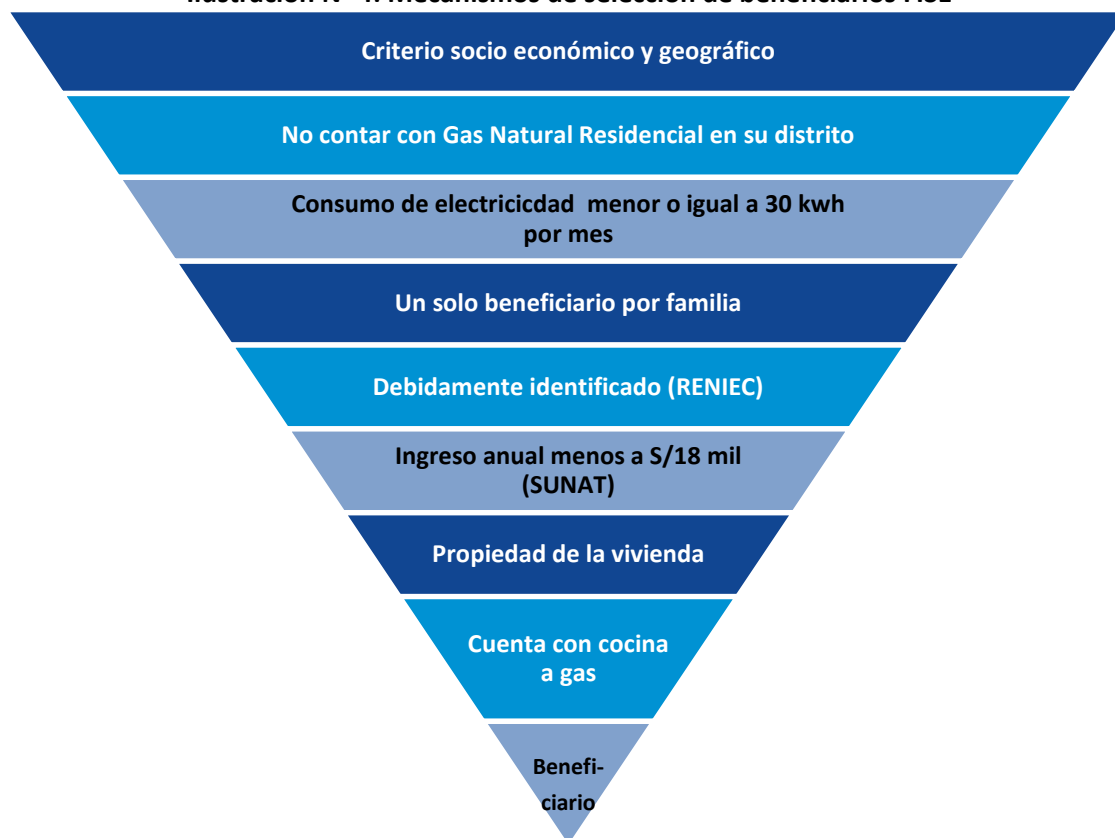 Ilustración Mecanismos de selección de beneficiarios
Criterio socio económico y geográfico
No contar con Gas Natural Residencial en su distrito
Consumo de electricicdad menor o igual a 30 kwh
por mes
Un solo beneficiario por familia
Debidamente identificado (RENIEC)
Ingreso anual menos a S/18 mil
(SUNAT)
Propiedad de la vivienda
Cuenta con cocina
a gas
Benefi-
ciario